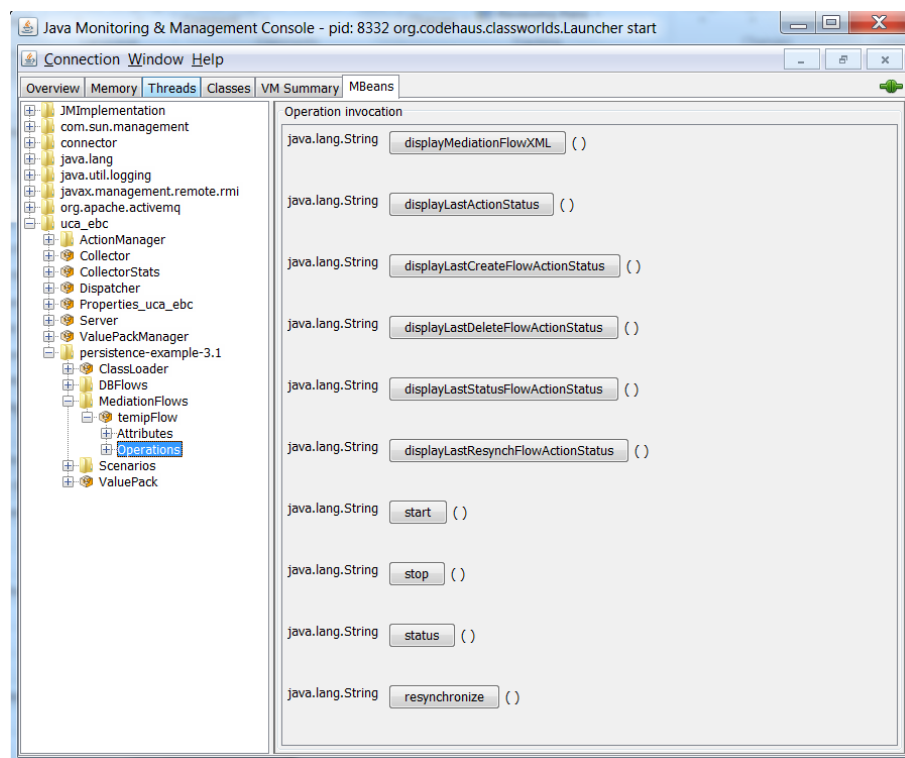 Java Monitoring & Management Console - pid: 8332 org.codehaus.classworlds.Launcher start
Connection Window Help
Overview Memory Threads Classes VM Summary MBeans
JMImplementation
com.sun.management
connector
java.lang
java.util.logging
javax.management.remote.rmi
org.apache.activemq
uca_ebc
ActionManager
Collector
CollectorStats
Dispatcher
Properties_uca_ebc
Server
ValuePackManager
persistence-example-3.1
ClassLoader
DBFlows
MediationFlows
temipFlow
Attributes
Operations
Scenarios
ValuePack
Operation invocation
java.lang.String displayMediationFlowXML ( )
java.lang.String displayLastActionStatus ( )
java.lang.String displayLastCreateFlowActionStatus ( )
java.lang.String displayLastDeleteFlowActionStatus ( )
java.lang.String displayLastStatusFlowActionStatus ( )
java.lang.String displayLastResynchFlowActionStatus ( )
java.lang.String start ( )
java.lang.String stop ( )
java.lang.String status ( )
java.lang.String resynchronize ( )